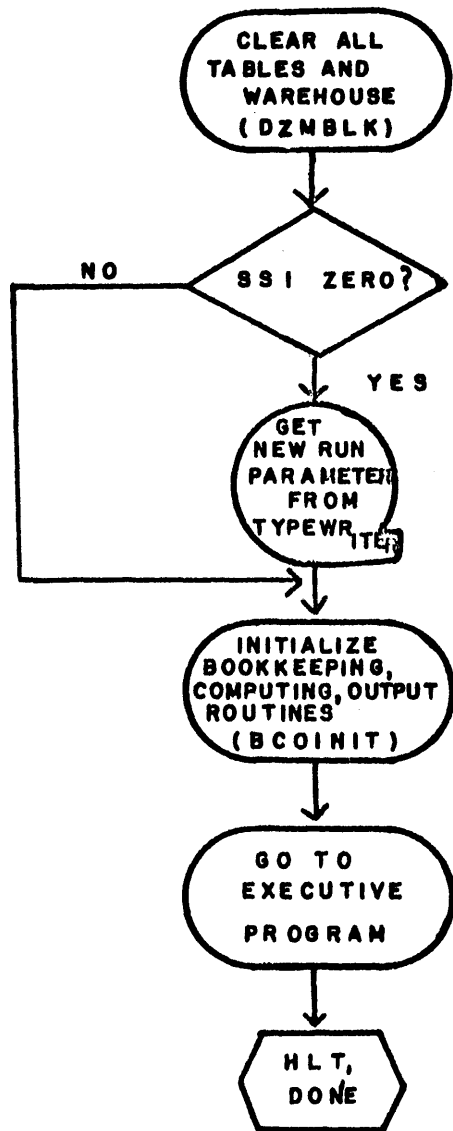 CLEAR ALL
TABLES AND
WAREHOUSE
(DZMBLK)
SSI ZERO?
NO
YES
GET
NEW RUN
PARAMETER
FROM
TYPEWRITER
INITIALIZE
BOOKKEEPING,
COMPUTING, OUTPUT
ROUTINES
(BCOINIT)
GO TO
EXECUTIVE
PROGRAM
HLT,
DONE